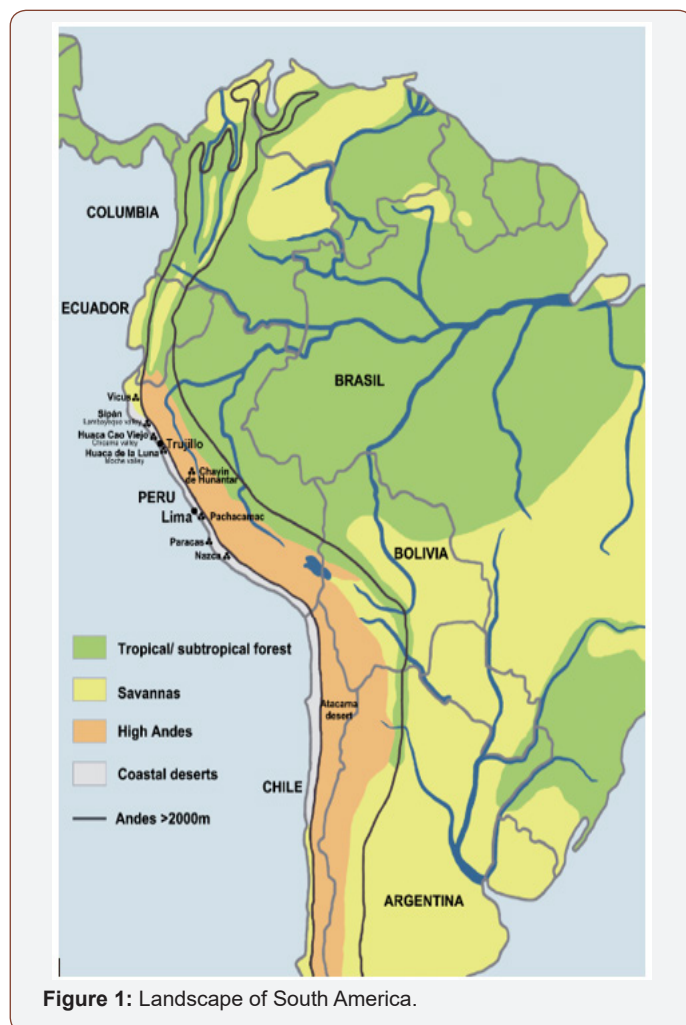 COLUMBIA
ECUADOR
BRASIL
Vicus
Sipán
Lambayeque valley
Huaca Cao Viejo
Chicama valley
Trujillo
Huaca de la Luna
Moche valley
Chavin
de Hunántar
PERU
Lima
Pachacamac
Paracas
Nazca
BOLIVIA
Tropical/ subtropical forest
Savannas
High Andes
Atacama
desert
Coastal deserts
CHILE
Andes >2000m
ARGENTINA
Figure 1: Landscape of South America.